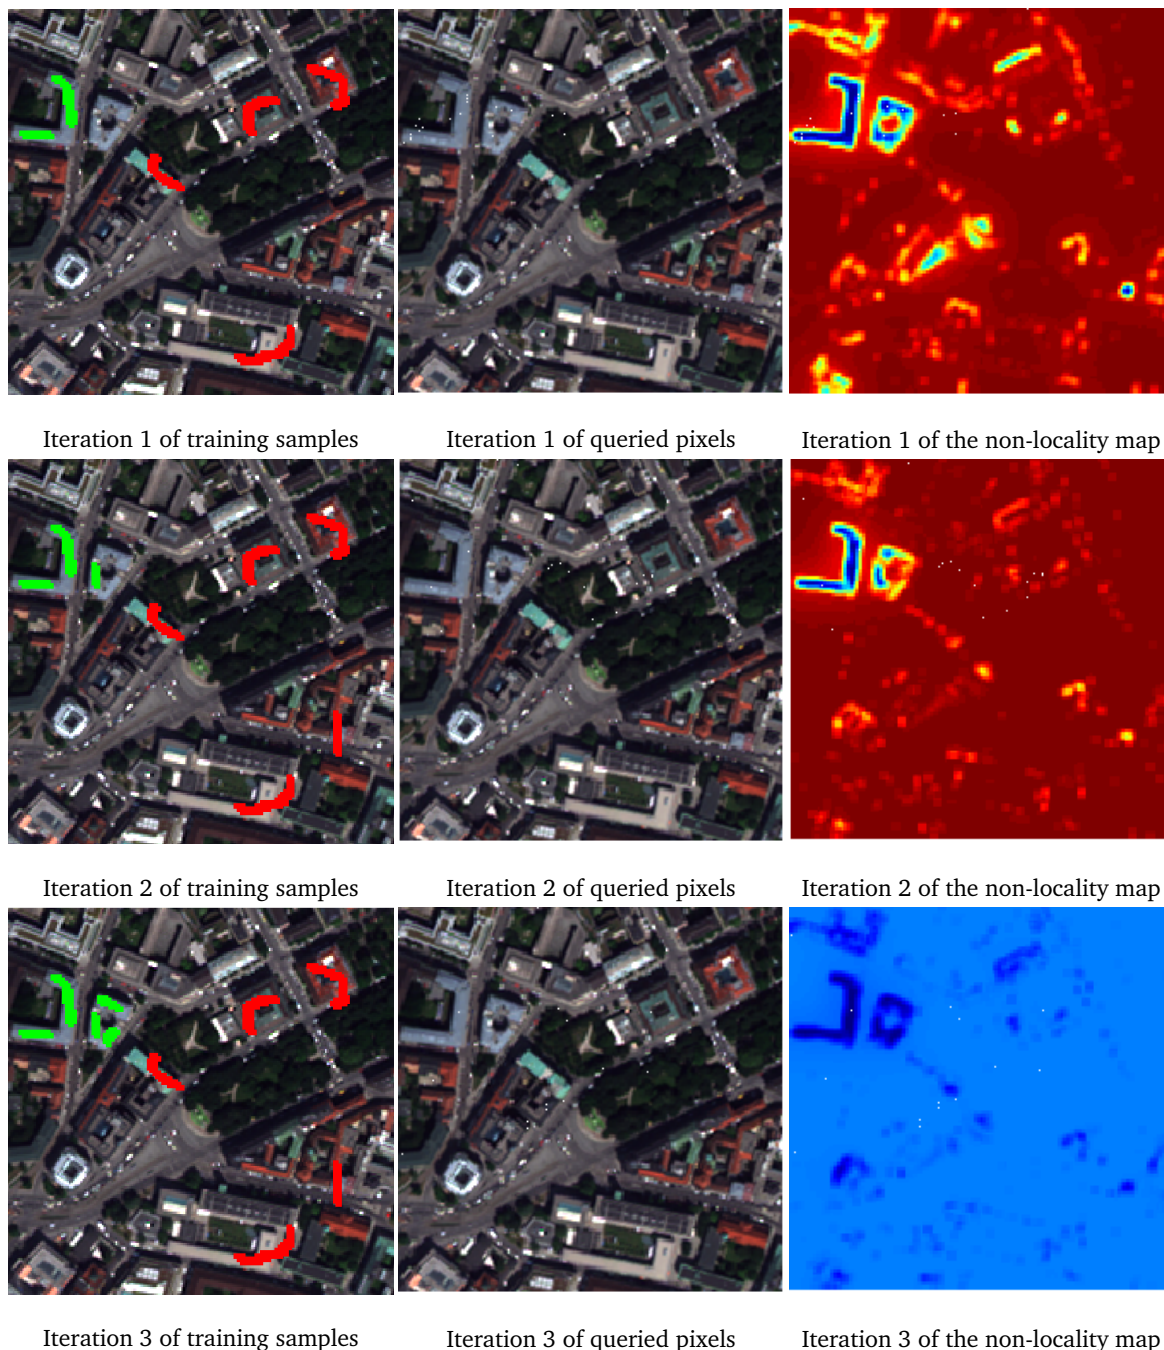 Iteration 1 of training samples
Iteration 1 of queried pixels
Iteration 1 of the non-locality map
Iteration 2 of training samples
Iteration 2 of queried pixels
Iteration 2 of the non-locality map
Iteration 3 of training samples
Iteration 3 of queried pixels
Iteration 3 of the non-locality map